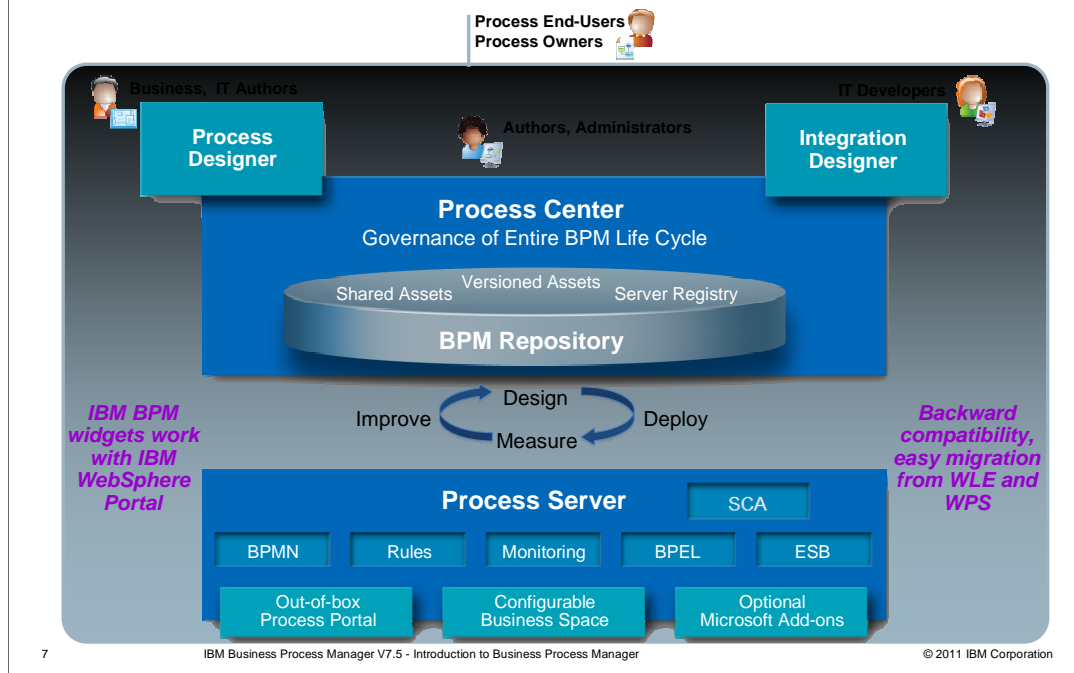 Process End-Users
Process Owners
Business, IT Authors
IT Developers
Authors, Administrators
Process
Designer
Integration
Designer
Process Center
Governance of Entire BPM Life Cycle
Versioned Assets
Shared Assets
Server Registry
BPM Repository
Design
Improve
Deploy
Measure
IBM BPM
widgets work
with IBM
WebSphere
Portal
Backward
compatibility,
easy migration
from WLE and
WPS
Process Server
SCA
BPMN
Rules
Monitoring
BPEL
ESB
Out-of-box
Process Portal
Configurable
Business Space
Optional
Microsoft Add-ons
7
IBM Business Process Manager V7.5 - Introduction to Business Process Manager
© 2011 IBM Corporation